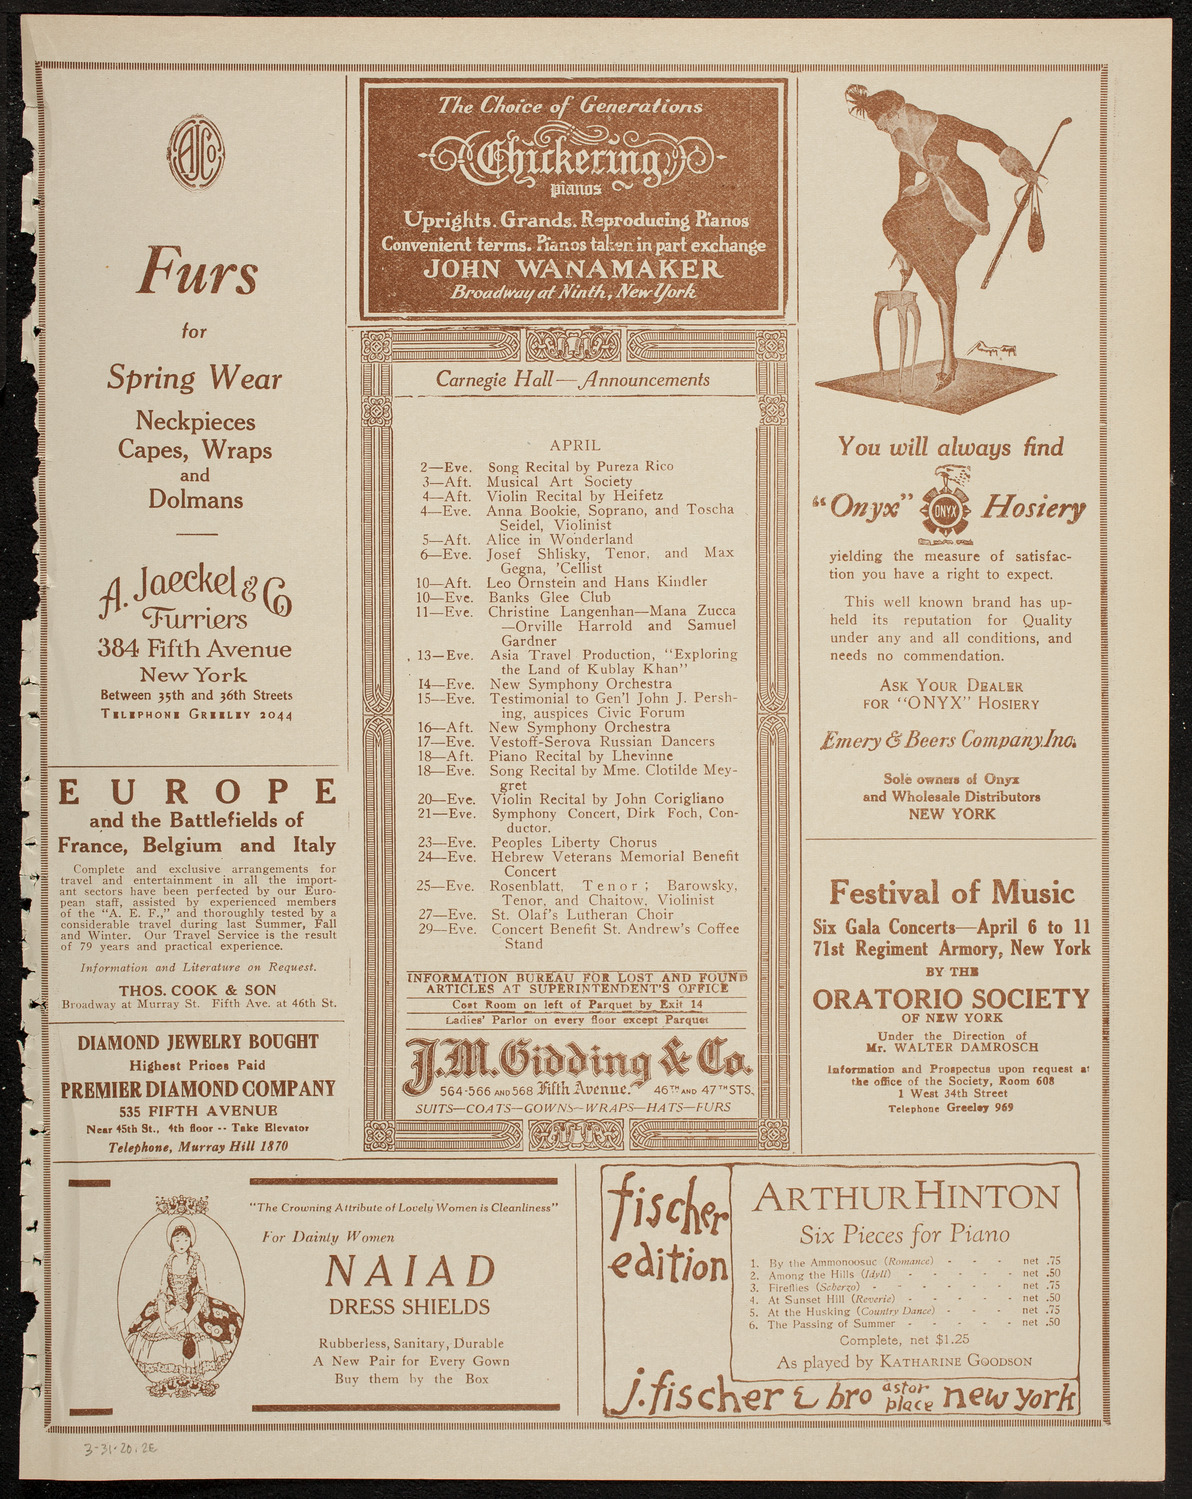 AJCo
Furs
for
Spring Wear
Neckpieces
Capes, Wraps
and
Dolmans
A. Jaeckel & Co
Furriers
384 Fifth Avenue
New York
Between 35th and 36th Streets
TELEPHONE GREELEY 2044
EUROPE
and the Battlefields of
France, Belgium and Italy
Complete and exclusive arrangements for
travel and entertainment in all the import-
ant sectors have been perfected by our Euro-
pean staff, assisted by experienced members
of the "A. E. F.," and thoroughly tested by a
considerable travel during last Summer, Fall
and Winter. Our Travel Service is the result
of 79 years and practical experience.
Information and Literature on Request.
THOS. COOK & SON
Broadway at Murray St. Fifth Ave. at 46th St.
DIAMOND JEWELRY BOUGHT
Highest Prices Paid
PREMIER DIAMOND COMPANY
535 FIFTH AVENUE
Near 45th St., 4th floor -- Take Elevator
Telephone, Murray Hill 1870
The Choice of Generations
Chickering
pianos
Uprights. Grands. Reproducing Pianos
Convenient terms. Pianos taken in part exchange
JOHN WANAMAKER
Broadway at Ninth, New York
Carnegie Hall—Announcements
APRIL
2—Eve. Song Recital by Pureza Rico
3—Aft. Musical Art Society
4—Aft. Violin Recital by Heifetz
4—Eve. Anna Bookie, Soprano, and Toscha
Seidel, Violinist
5—Aft. Alice in Wonderland
6—Eve. Josef Shlisky, Tenor, and Max
Gegna, 'Cellist
10—Aft. Leo Ornstein and Hans Kindler
10—Eve. Banks Glee Club
11—Eve. Christine Langenhan—Mana Zucca
—Orville Harrold and Samuel
Gardner
13—Eve. Asia Travel Production, "Exploring
the Land of Kublay Khan"
14—Eve. New Symphony Orchestra
15—Eve. Testimonial to Gen'l John J. Persh-
ing, auspices Civic Forum
16—Aft. New Symphony Orchestra
17—Eve. Vestoff-Serova Russian Dancers
18—Aft. Piano Recital by Lhevinne
18—Eve. Song Recital by Mme. Clotilde Mey-
gret
20—Eve. Violin Recital by John Corigliano
21—Eve. Symphony Concert, Dirk Foch, Con-
ductor.
23—Eve. Peoples Liberty Chorus
24—Eve. Hebrew Veterans Memorial Benefit
Concert
25—Eve. Rosenblatt, Tenor; Barowsky,
Tenor, and Chaitow, Violinist
27—Eve. St. Olaf's Lutheran Choir
29—Eve. Concert Benefit St. Andrew's Coffee
Stand
INFORMATION BUREAU FOR LOST AND FOUND
ARTICLES AT SUPERINTENDENT'S OFFICE
Coat Room on left of Parquet by Exit 14
Ladies' Parlor on every floor except Parquet
J.M. Gidding & Co.
564-566 AND 568 Fifth Avenue. 46TH AND 47TH STS.
SUITS—COATS—GOWNS—WRAPS—HATS—FURS
You will always find
"Onyx" ONYX Hosiery
yielding the measure of satisfac-
tion you have a right to expect.
This well known brand has up-
held its reputation for Quality
under any and all conditions, and
needs no commendation.
ASK YOUR DEALER
FOR "ONYX" HOSIERY
Emery & Beers Company. Inc.
Sole owners of Onyx
and Wholesale Distributors
NEW YORK
Festival of Music
Six Gala Concerts—April 6 to 11
71st Regiment Armory, New York
BY THE
ORATORIO SOCIETY
OF NEW YORK
Under the Direction of
Mr. WALTER DAMROSCH
Information and Prospectus upon request at
the office of the Society, Room 608
1 West 34th Street
Telephone Greeley 969
"The Crowning Attribute of Lovely Women is Cleanliness"
For Dainty Women
NAIAD
DRESS SHIELDS
Rubberless, Sanitary, Durable
A New Pair for Every Gown
Buy them by the Box
fischer
edition
ARTHUR HINTON
Six Pieces for Piano
1. By the Ammonoosuc (Romance) - - - net .75
2. Among the Hills (Idyll) - - - - - net .50
3. Fireflies (Scherzo) - - - - - - net .75
4. At Sunset Hill (Reverie) - - - - net .50
5. At the Husking (Country Dance) - - - net .75
6. The Passing of Summer - - - - - net .50
Complete, net $1.25
As played by KATHARINE GOODSON
j. fischer & bro astor place new york
3-31-20:2E